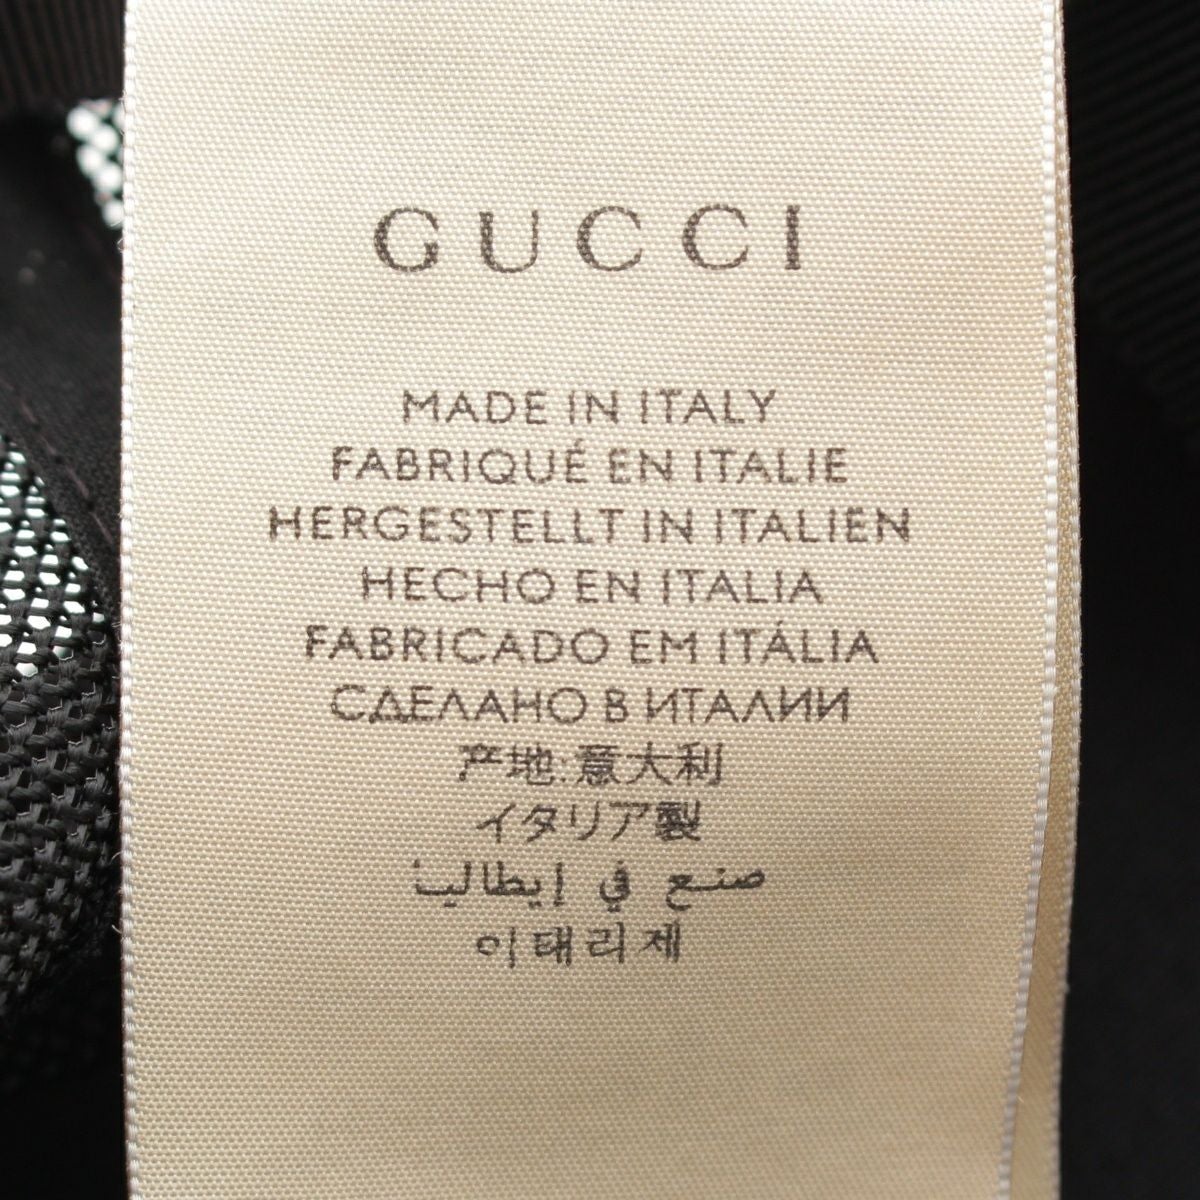 GUCCI
MADE IN ITALY
FABRIQUÉ EN ITALIE
HERGESTELLT IN ITALIEN
HECHO EN ITALIA
FABRICADO EM ITÁLIA
СДЕЛАНО В ИТАЛИИ
产地:意大利
イタリア製
صنع في إيطاليا
이태리제